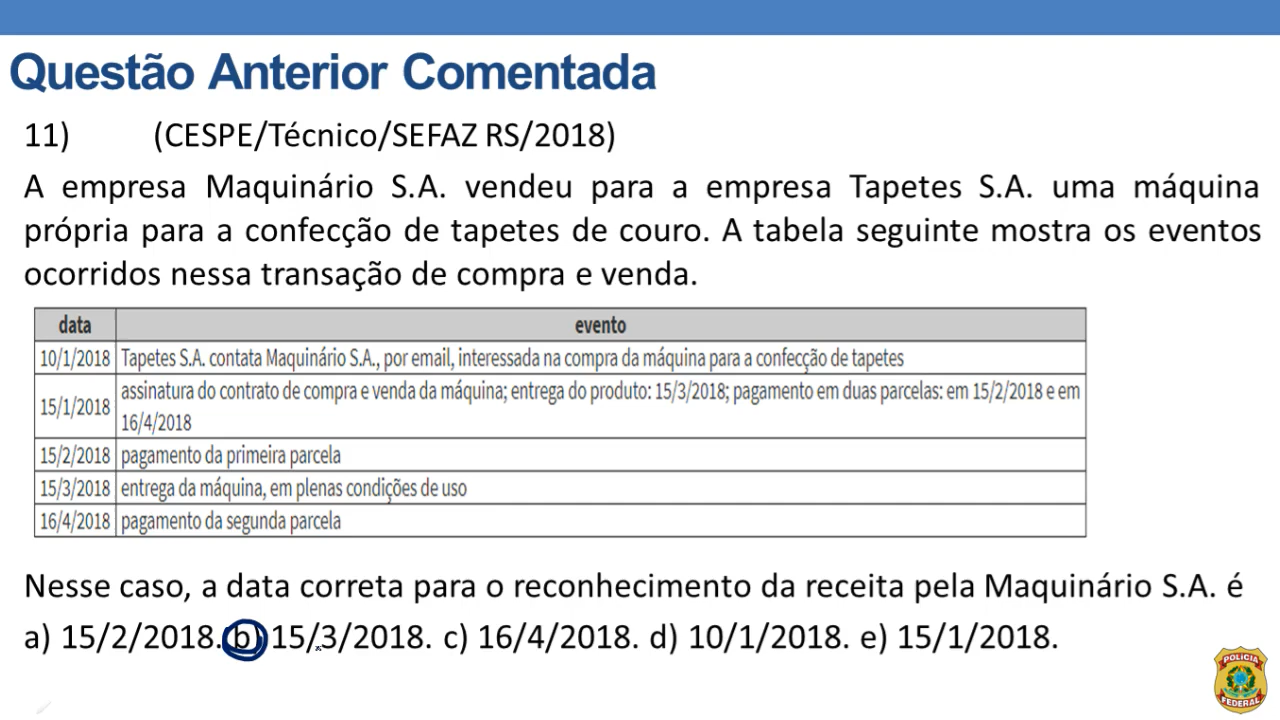 Questão Anterior Comentada
11) (CESPE/Técnico/SEFAZ RS/2018)
A empresa Maquinário S.A. vendeu para a empresa Tapetes S.A. uma máquina
própria para a confecção de tapetes de couro. A tabela seguinte mostra os eventos
ocorridos nessa transação de compra e venda.
data evento
10/1/2018 Tapetes S.A. contata Maquinário S.A., por email, interessada na compra da máquina para a confecção de tapetes
15/1/2018 assinatura do contrato de compra e venda da máquina; entrega do produto: 15/3/2018; pagamento em duas parcelas: em 15/2/2018 e em
16/4/2018
15/2/2018 pagamento da primeira parcela
15/3/2018 entrega da máquina, em plenas condições de uso
16/4/2018 pagamento da segunda parcela
Nesse caso, a data correta para o reconhecimento da receita pela Maquinário S.A. é
a) 15/2/2018. b) 15/3/2018. c) 16/4/2018. d) 10/1/2018. e) 15/1/2018.
POLÍCIA
FEDERAL